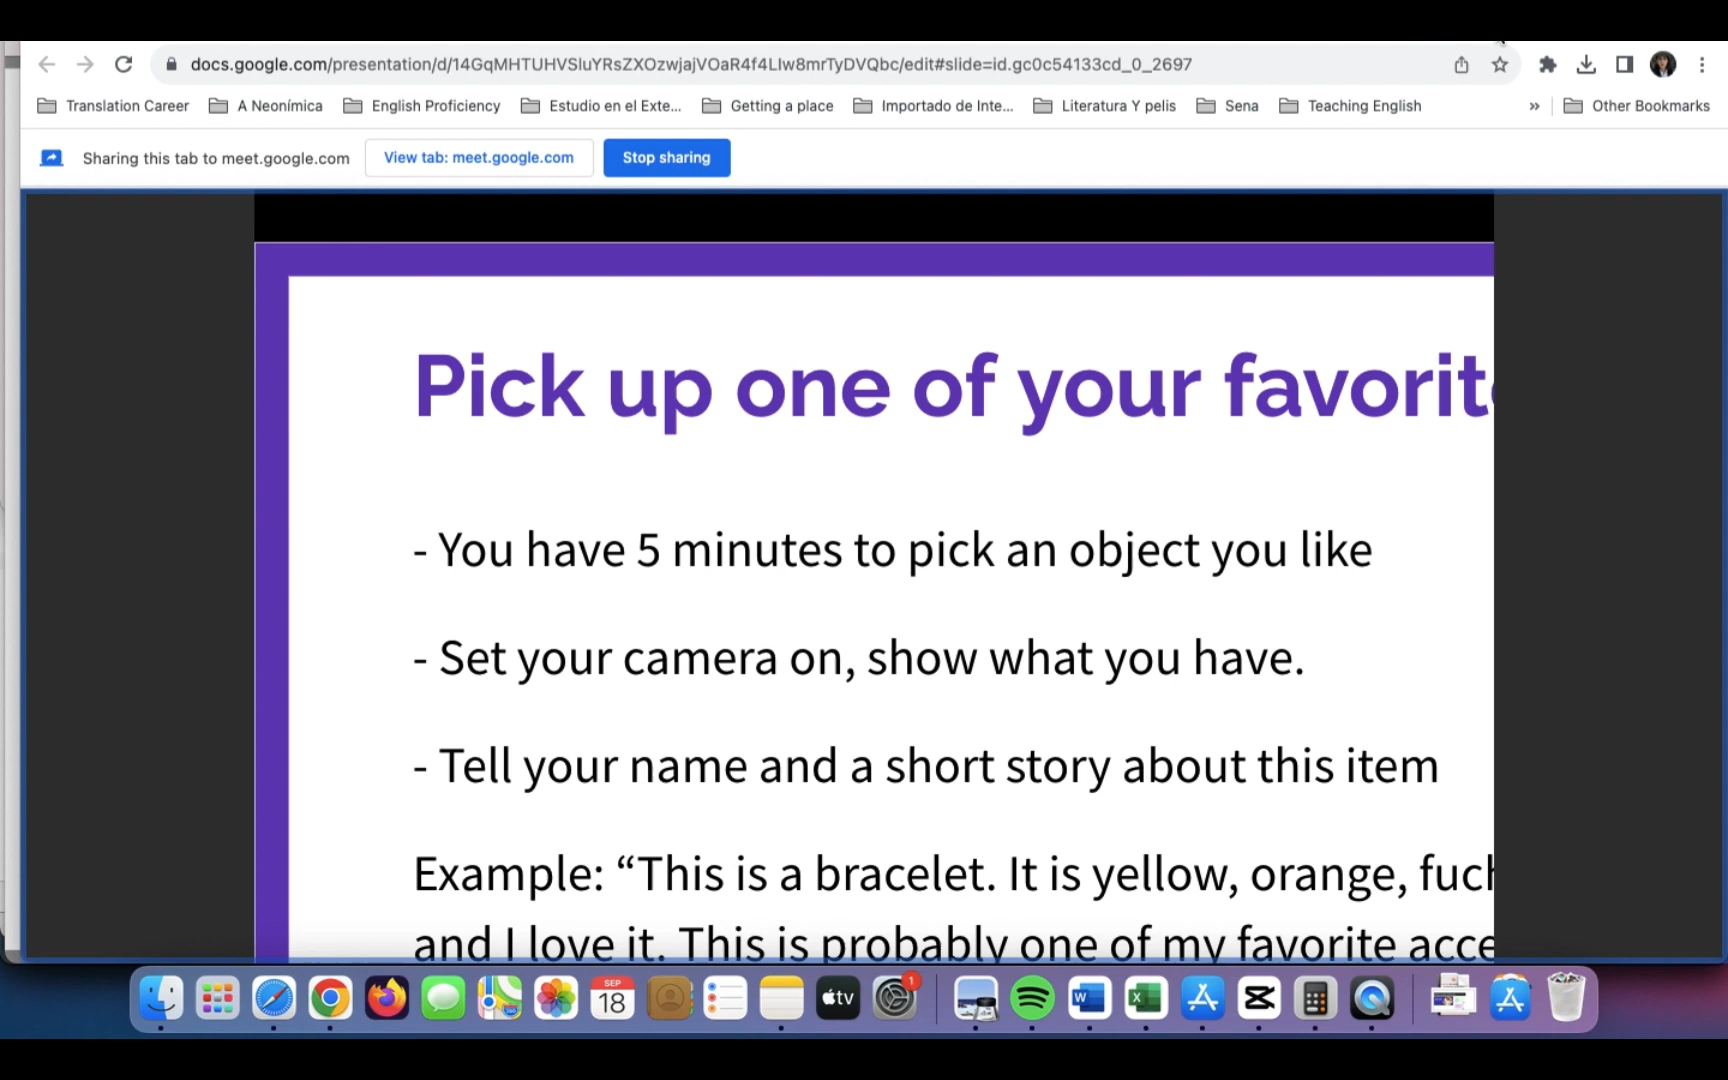 docs.google.com/presentation/d/14GqMHTUHVSluYRsZXOzwjajVOaR4f4LIw8mrTyDVQbc/edit#slide=id.gc0c54133cd_0_2697
Translation Career A Neonímica English Proficiency Estudio en el Exte... Getting a place Importado de Inte... Literatura Y pelis Sena Teaching English » Other Bookmarks
Sharing this tab to meet.google.com View tab: meet.google.com Stop sharing
Pick up one of your favorit
- You have 5 minutes to pick an object you like
- Set your camera on, show what you have.
- Tell your name and a short story about this item
Example: “This is a bracelet. It is yellow, orange, fuch
and I love it. This is probably one of my favorite acce
SEP
18
tv
1
W
X